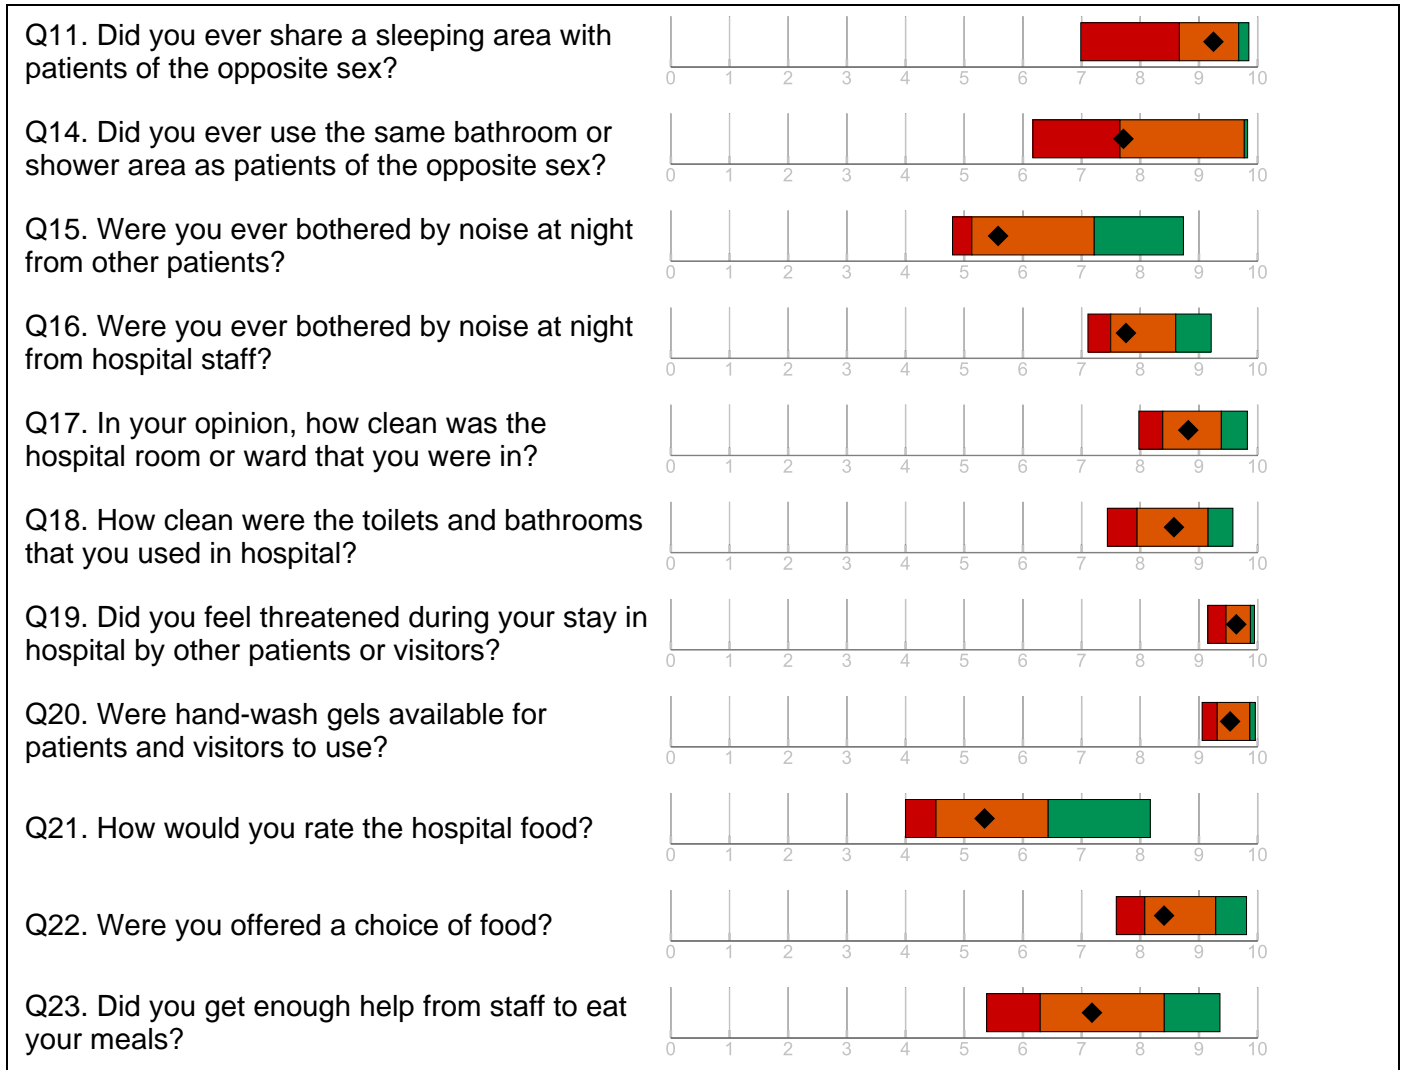 Q11. Did you ever share a sleeping area with
patients of the opposite sex?
0 1 2 3 4 5 6 7 8 9 10
Q14. Did you ever use the same bathroom or
shower area as patients of the opposite sex?
0 1 2 3 4 5 6 7 8 9 10
Q15. Were you ever bothered by noise at night
from other patients?
0 1 2 3 4 5 6 7 8 9 10
Q16. Were you ever bothered by noise at night
from hospital staff?
0 1 2 3 4 5 6 7 8 9 10
Q17. In your opinion, how clean was the
hospital room or ward that you were in?
0 1 2 3 4 5 6 7 8 9 10
Q18. How clean were the toilets and bathrooms
that you used in hospital?
0 1 2 3 4 5 6 7 8 9 10
Q19. Did you feel threatened during your stay in
hospital by other patients or visitors?
0 1 2 3 4 5 6 7 8 9 10
Q20. Were hand-wash gels available for
patients and visitors to use?
0 1 2 3 4 5 6 7 8 9 10
Q21. How would you rate the hospital food?
0 1 2 3 4 5 6 7 8 9 10
Q22. Were you offered a choice of food?
0 1 2 3 4 5 6 7 8 9 10
Q23. Did you get enough help from staff to eat
your meals?
0 1 2 3 4 5 6 7 8 9 10